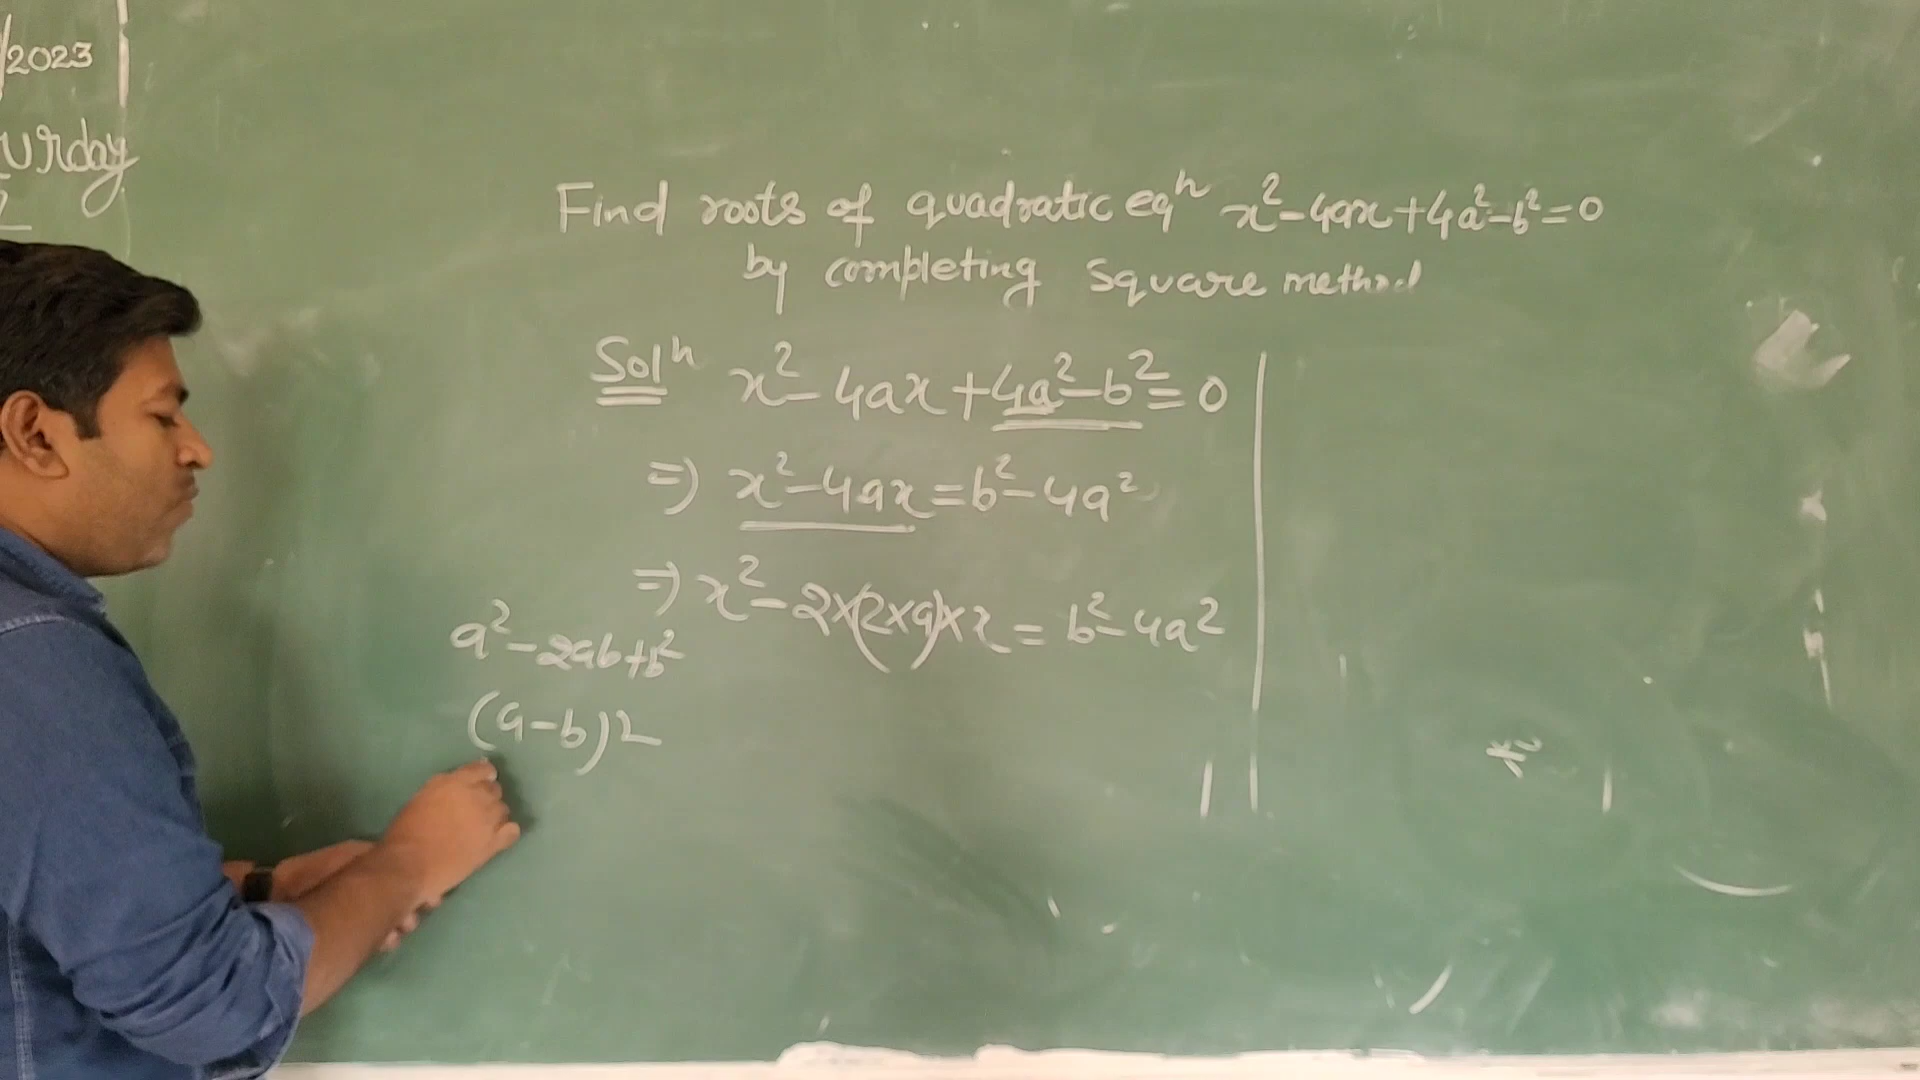 /2023
urday
Find roots of quadratic eqⁿ x²-4ax+4a²-b²=0
by completing Square method
Solⁿ x²-4ax+4a²-b²=0
=) x²-4ax=b²-4a²
=) x²-2×(2×a)×x = b²-4a²
a²-2ab+b²
(a-b)2